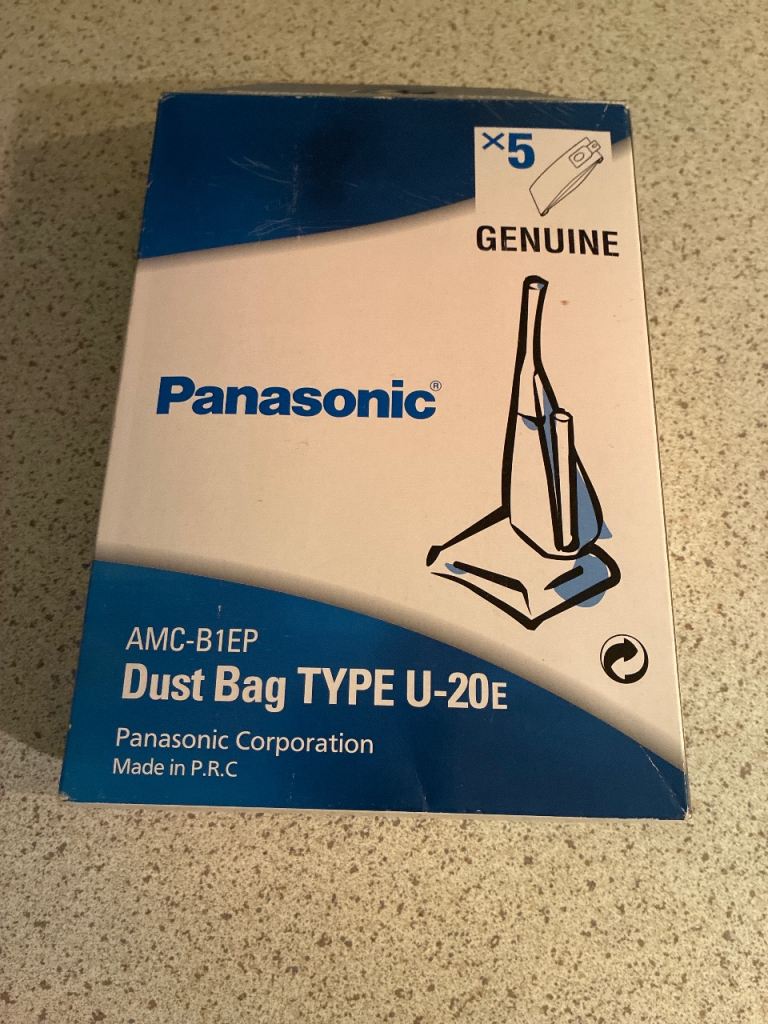 ×5
GENUINE
Panasonic®
AMC-B1EP
Dust Bag TYPE U-20E
Panasonic Corporation
Made in P.R.C